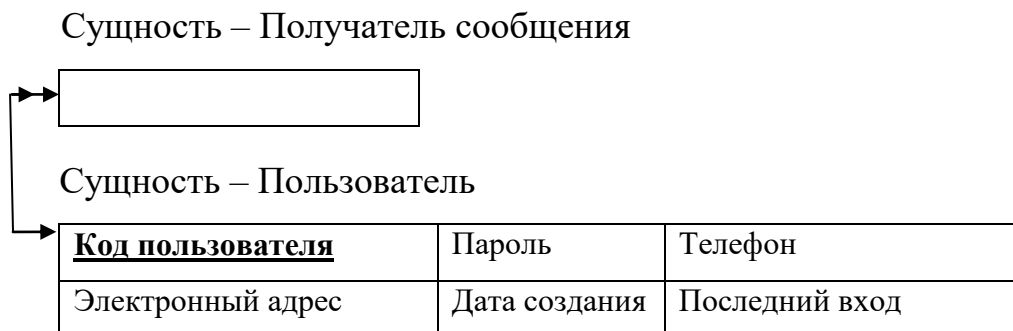 Сущность – Получатель сообщения
Сущность – Пользователь
Код пользователя Пароль Телефон
Электронный адрес Дата создания Последний вход